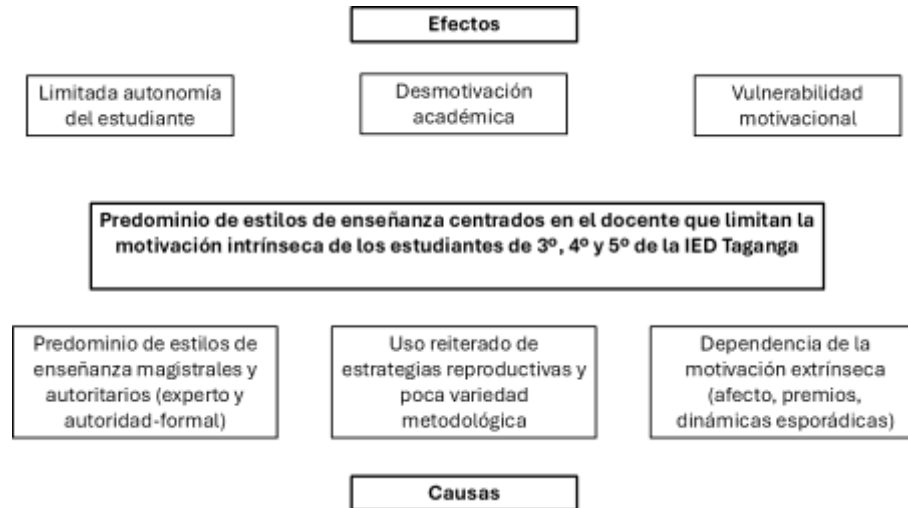 Efectos
Limitada autonomía
del estudiante
Desmotivación
académica
Vulnerabilidad
motivacional
Predominio de estilos de enseñanza centrados en el docente que limitan la
motivación intrínseca de los estudiantes de 3º, 4º y 5º de la IED Taganga
Predominio de estilos de
enseñanza magistrales y
autoritarios (experto y
autoridad-formal)
Uso reiterado de
estrategias reproductivas y
poca variedad
metodológica
Dependencia de la
motivación extrínseca
(afecto, premios,
dinámicas esporádicas)
Causas